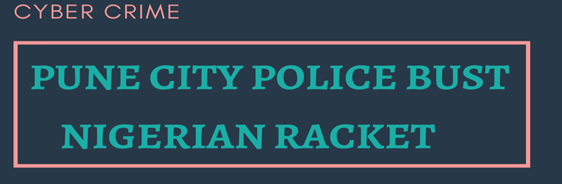 CYBER CRIME
PUNE CITY POLICE BUST
NIGERIAN RACKET